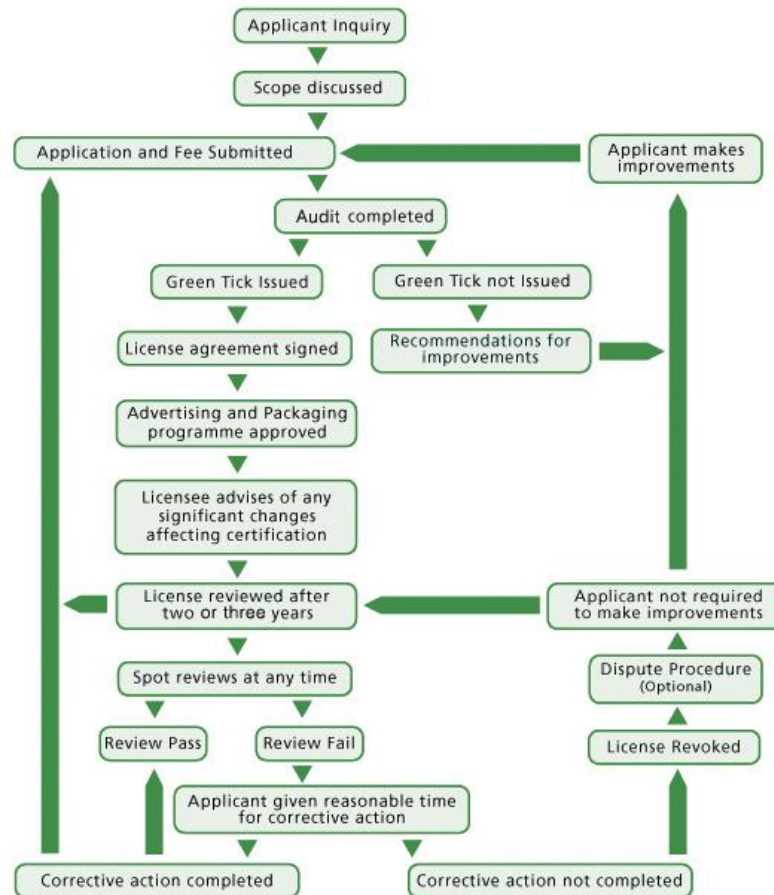 Applicant Inquiry
Scope discussed
Application and Fee Submitted
Applicant makes
improvements
Audit completed
Green Tick Issued
Green Tick not Issued
License agreement signed
Recommendations for
improvements
Advertising and Packaging
programme approved
Licensee advises of any
significant changes
affecting certification
License reviewed after
two or three years
Applicant not required
to make improvements
Spot reviews at any time
Dispute Procedure
(Optional)
Review Pass
Review Fail
License Revoked
Applicant given reasonable time
for corrective action
Corrective action completed
Corrective action not completed